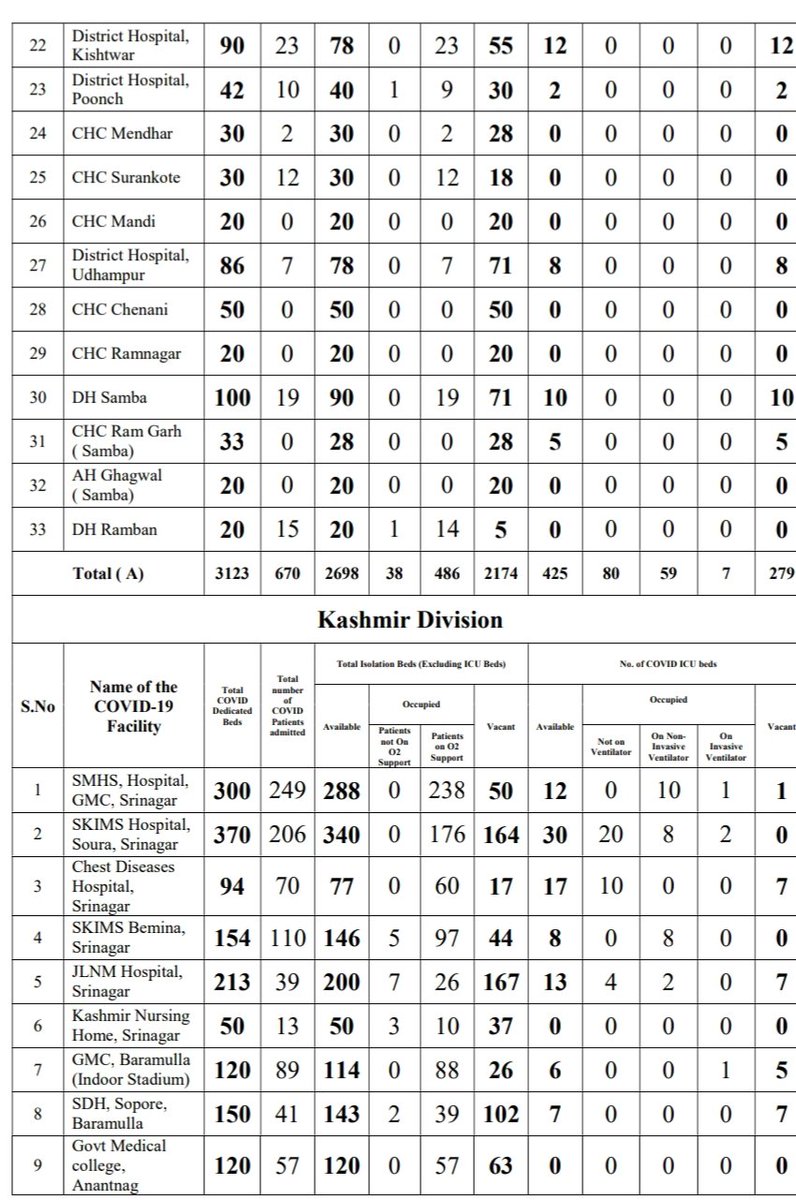 22 District Hospital, Kishtwar 90 23 78 0 23 55 12 0 0 0 12
23 District Hospital, Poonch 42 10 40 1 9 30 2 0 0 0 2
24 CHC Mendhar 30 2 30 0 2 28 0 0 0 0 0
25 CHC Surankote 30 12 30 0 12 18 0 0 0 0 0
26 CHC Mandi 20 0 20 0 0 20 0 0 0 0 0
27 District Hospital, Udhampur 86 7 78 0 7 71 8 0 0 0 8
28 CHC Chenani 50 0 50 0 0 50 0 0 0 0 0
29 CHC Ramnagar 20 0 20 0 0 20 0 0 0 0 0
30 DH Samba 100 19 90 0 19 71 10 0 0 0 10
31 CHC Ram Garh ( Samba) 33 0 28 0 0 28 5 0 0 0 5
32 AH Ghagwal ( Samba) 20 0 20 0 0 20 0 0 0 0 0
33 DH Ramban 20 15 20 1 14 5 0 0 0 0 0
Total ( A) 3123 670 2698 38 486 2174 425 80 59 7 279
Kashmir Division
S.No
Name of the COVID-19 Facility
Total COVID Dedicated Beds
Total number of COVID Patients admitted
Total Isolation Beds (Excluding ICU Beds)
Available
Occupied
Patients not On O2 Support
Patients on O2 Support
Vacant
No. of COVID ICU beds
Available
Occupied
Not on Ventilator
On Non-Invasive Ventilator
On Invasive Ventilator
Vacant
1 SMHS, Hospital, GMC, Srinagar 300 249 288 0 238 50 12 0 10 1 1
2 SKIMS Hospital, Soura, Srinagar 370 206 340 0 176 164 30 20 8 2 0
3 Chest Diseases Hospital, Srinagar 94 70 77 0 60 17 17 10 0 0 7
4 SKIMS Bemina, Srinagar 154 110 146 5 97 44 8 0 8 0 0
5 JLNM Hospital, Srinagar 213 39 200 7 26 167 13 4 2 0 7
6 Kashmir Nursing Home, Srinagar 50 13 50 3 10 37 0 0 0 0 0
7 GMC, Baramulla (Indoor Stadium) 120 89 114 0 88 26 6 0 0 1 5
8 SDH, Sopore, Baramulla 150 41 143 2 39 102 7 0 0 0 7
9 Govt Medical college, Anantnag 120 57 120 0 57 63 0 0 0 0 0